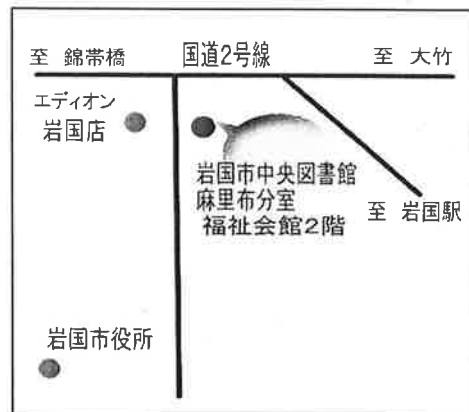 至 錦帯橋
国道2号線
至 大竹
エディオン
岩国店
岩国市中央図書館
麻里布分室
福祉会館2階
至 岩国駅
岩国市役所